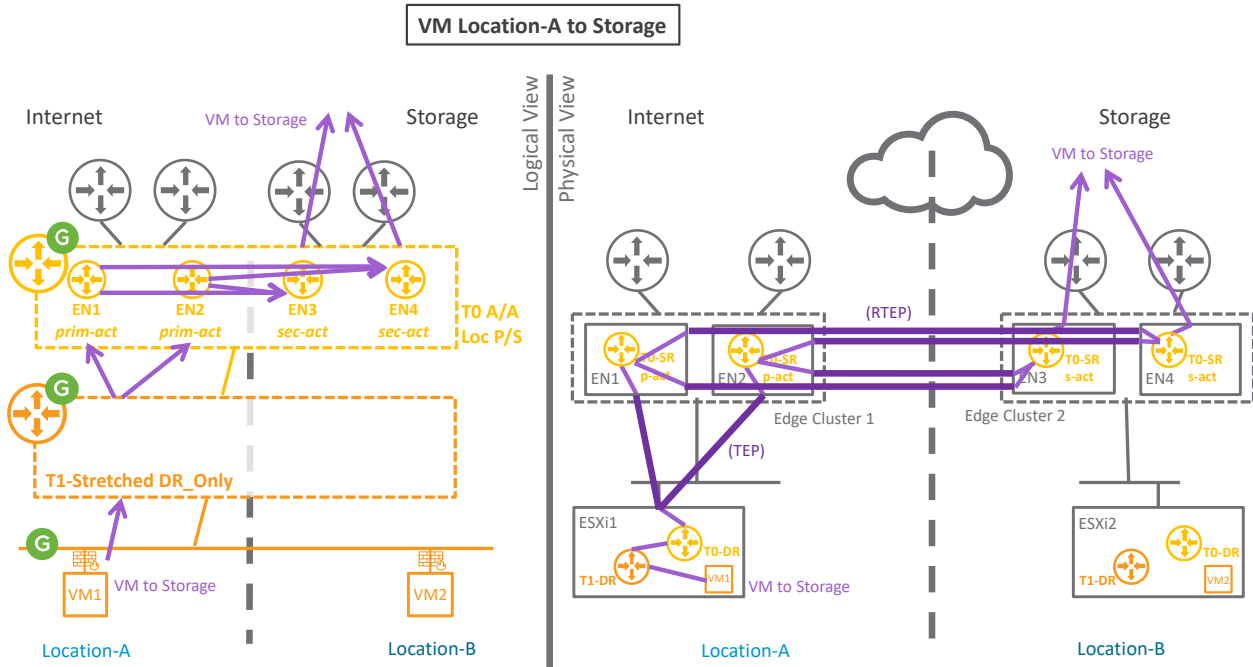 VM Location-A to Storage
Logical View
Physical View
Internet
Storage
VM to Storage
G
EN1
EN2
EN3
EN4
prim-act
prim-act
sec-act
sec-act
T0 A/A
Loc P/S
G
T1-Stretched DR_Only
G
VM1
VM to Storage
VM2
Location-A
Location-B
Internet
Storage
VM to Storage
(RTEP)
T0-SR
p-act
EN1
T0-SR
p-act
EN2
T0-SR
s-act
EN3
T0-SR
s-act
EN4
Edge Cluster 1
Edge Cluster 2
(TEP)
ESXi1
T0-DR
T1-DR
VM1
VM to Storage
ESXi2
T0-DR
T1-DR
VM2
Location-A
Location-B